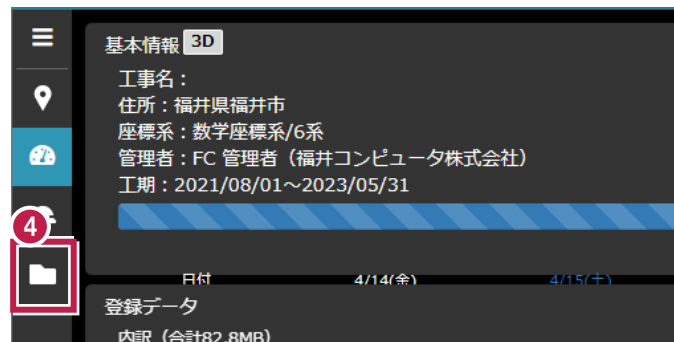 基本情報 3D
工事名：
住所：福井県福井市
座標系：数学座標系/6系
管理者：FC 管理者（福井コンピュータ株式会社）
工期：2021/08/01～2023/05/31
4
日付 4/14(金) 4/15(土)
登録データ
内訳（合計82.8MB）